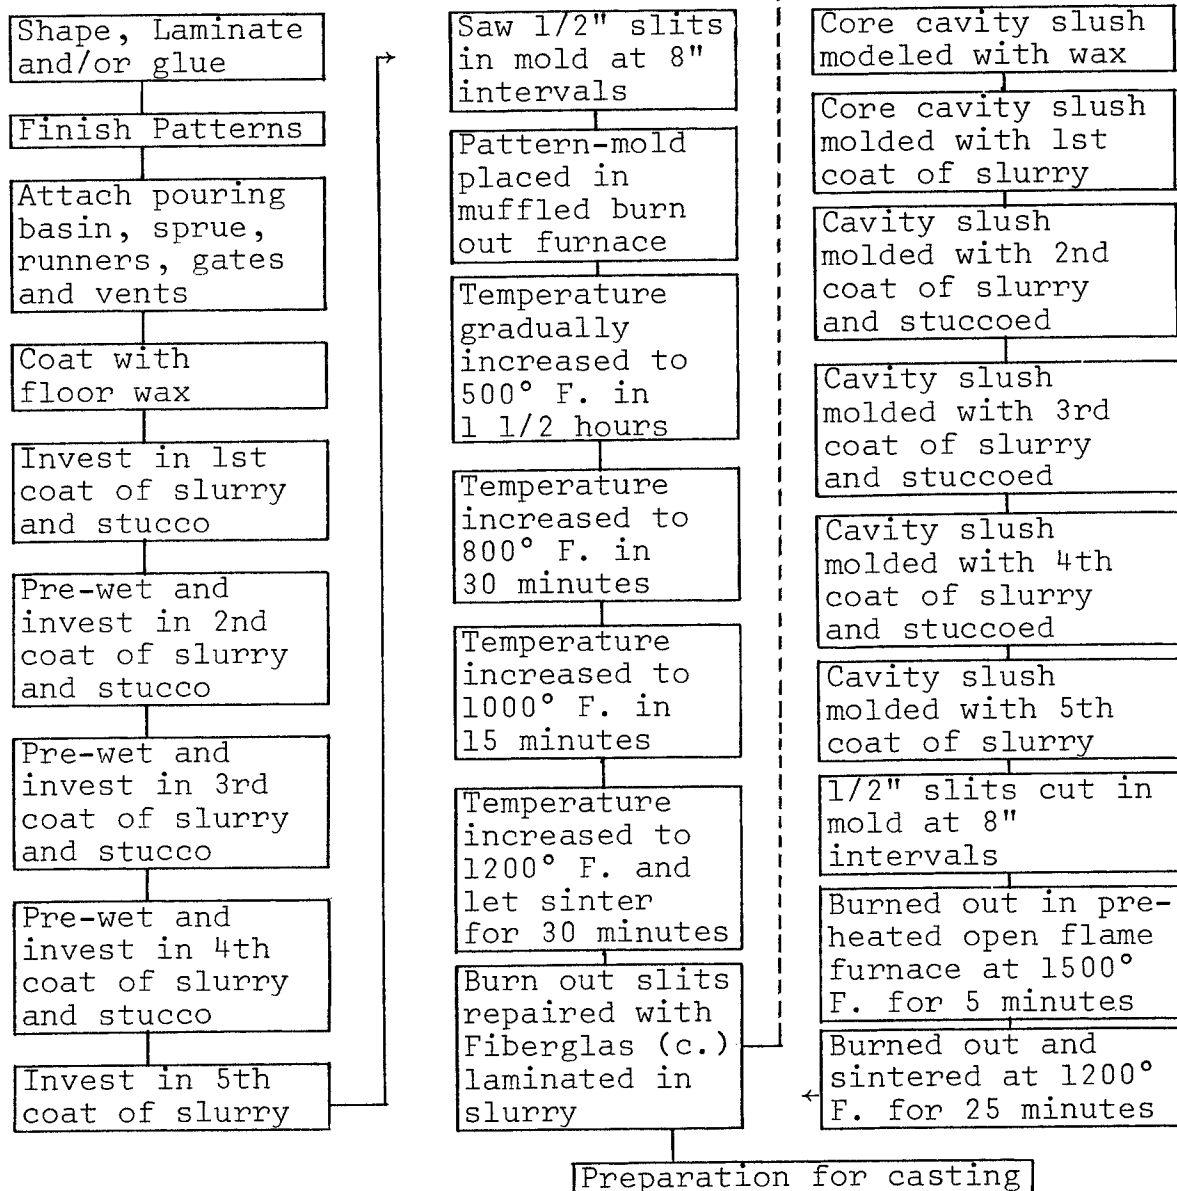 Shape, Laminate
and/or glue
Finish Patterns
Attach pouring
basin, sprue,
runners, gates
and vents
Coat with
floor wax
Invest in 1st
coat of slurry
and stucco
Pre-wet and
invest in 2nd
coat of slurry
and stucco
Pre-wet and
invest in 3rd
coat of slurry
and stucco
Pre-wet and
invest in 4th
coat of slurry
and stucco
Invest in 5th
coat of slurry
Saw 1/2" slits
in mold at 8"
intervals
Pattern-mold
placed in
muffled burn
out furnace
Temperature
gradually
increased to
500° F. in
1 1/2 hours
Temperature
increased to
800° F. in
30 minutes
Temperature
increased to
1000° F. in
15 minutes
Temperature
increased to
1200° F. and
let sinter
for 30 minutes
Burn out slits
repaired with
Fiberglas (c.)
laminated in
slurry
Core cavity slush
modeled with wax
Core cavity slush
molded with 1st
coat of slurry
Cavity slush
molded with 2nd
coat of slurry
and stuccoed
Cavity slush
molded with 3rd
coat of slurry
and stuccoed
Cavity slush
molded with 4th
coat of slurry
and stuccoed
Cavity slush
molded with 5th
coat of slurry
1/2" slits cut in
mold at 8"
intervals
Burned out in pre-
heated open flame
furnace at 1500°
F. for 5 minutes
Burned out and
sintered at 1200°
F. for 25 minutes
Preparation for casting